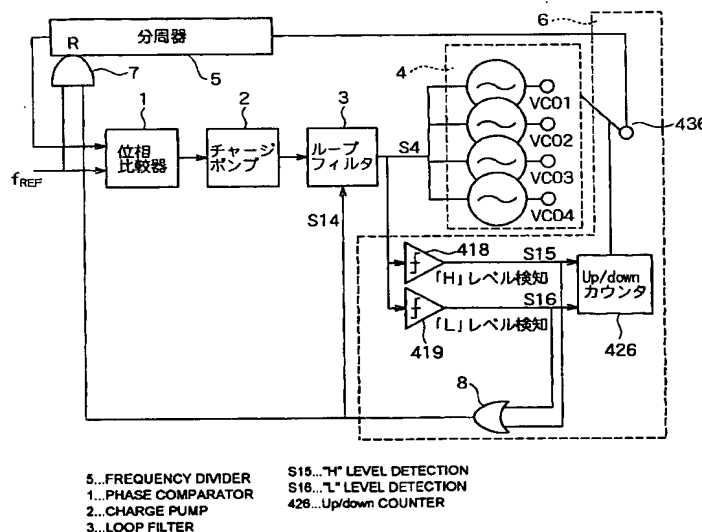 6
R
分周器
7
5
4
1
2
3
436
VCO1
VCO2
VCO3
VCO4
位相
比較器
チャージ
ポンプ
ループ
フィルタ
S4
fREF
S14
418
S15
「H」レベル検知
Up/down
カウンタ
S16
「L」レベル検知
419
426
8
5...FREQUENCY DIVIDER
1...PHASE COMPARATOR
2...CHARGE PUMP
3...LOOP FILTER
S15..."H" LEVEL DETECTION
S16..."L" LEVEL DETECTION
426...Up/down COUNTER